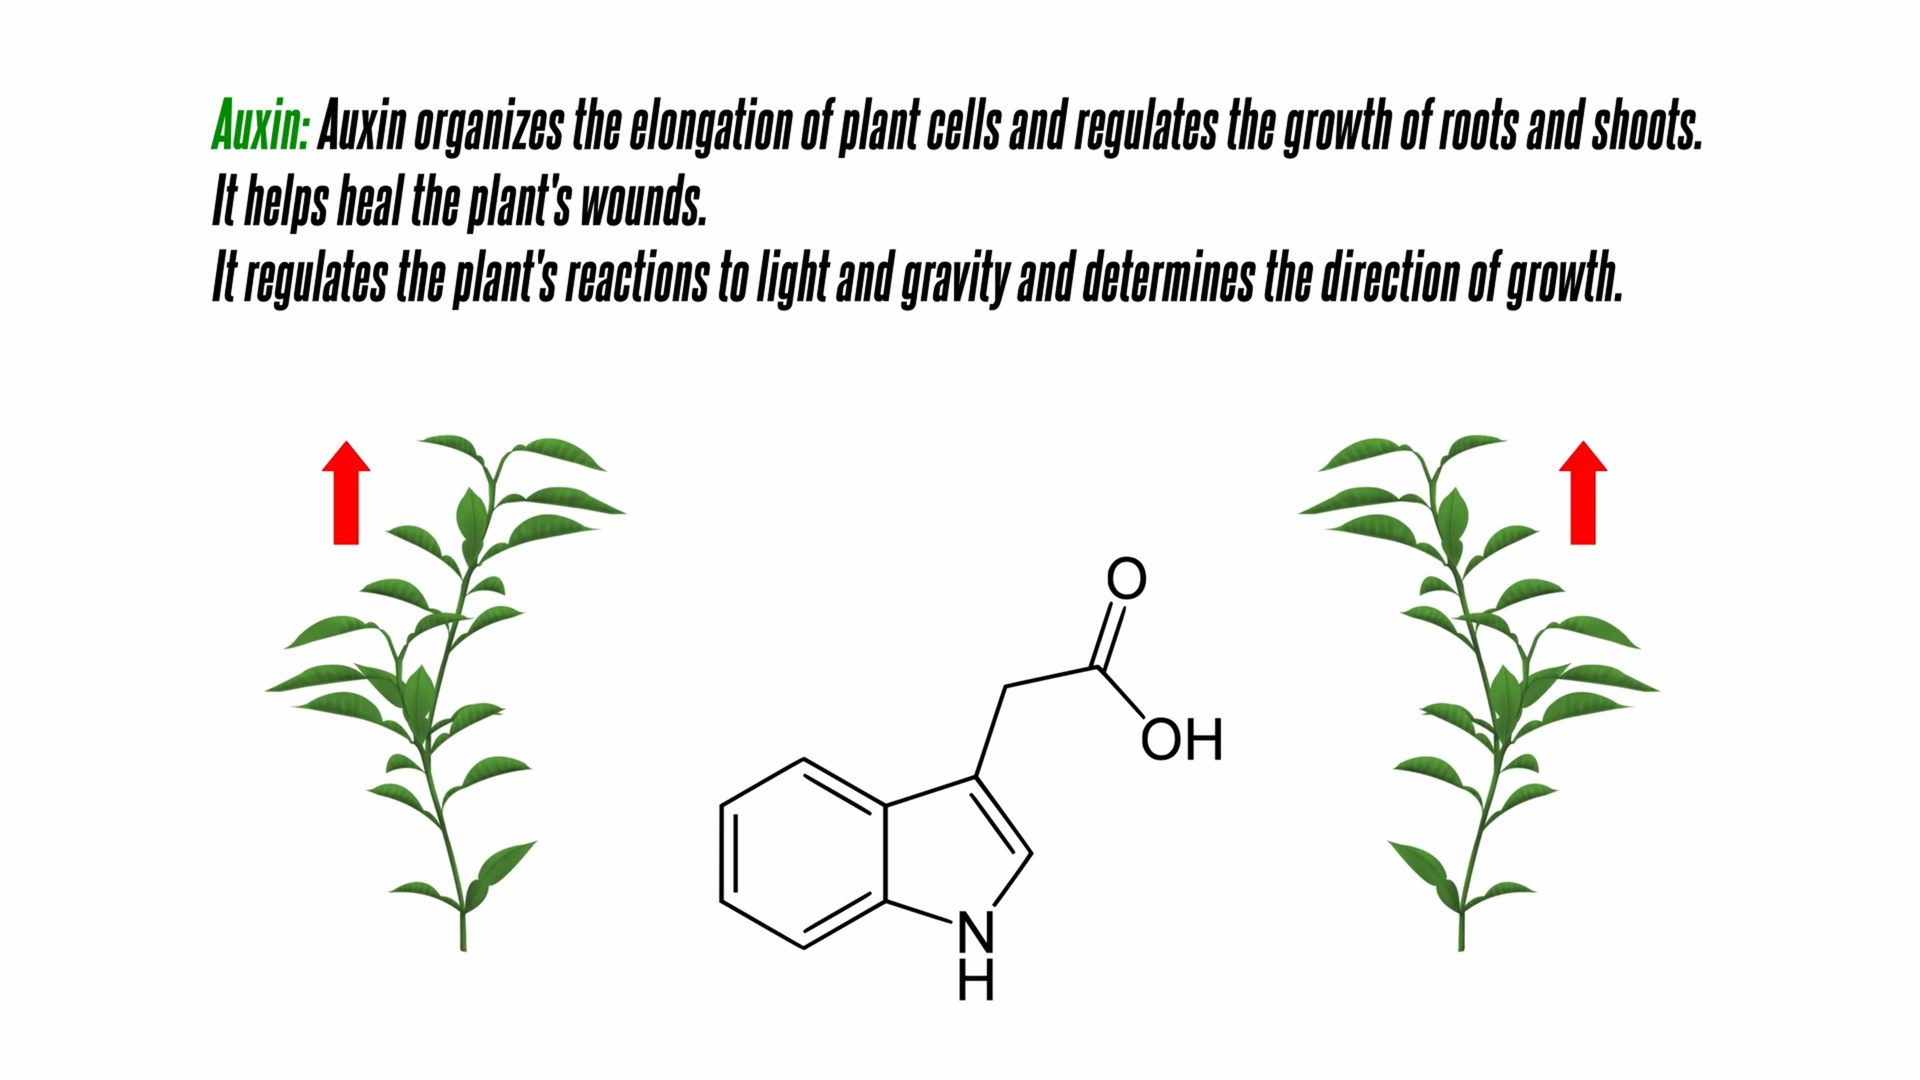 Auxin: Auxin organizes the elongation of plant cells and regulates the growth of roots and shoots.
It helps heal the plant's wounds.
It regulates the plant's reactions to light and gravity and determines the direction of growth.
O
OH
N
H